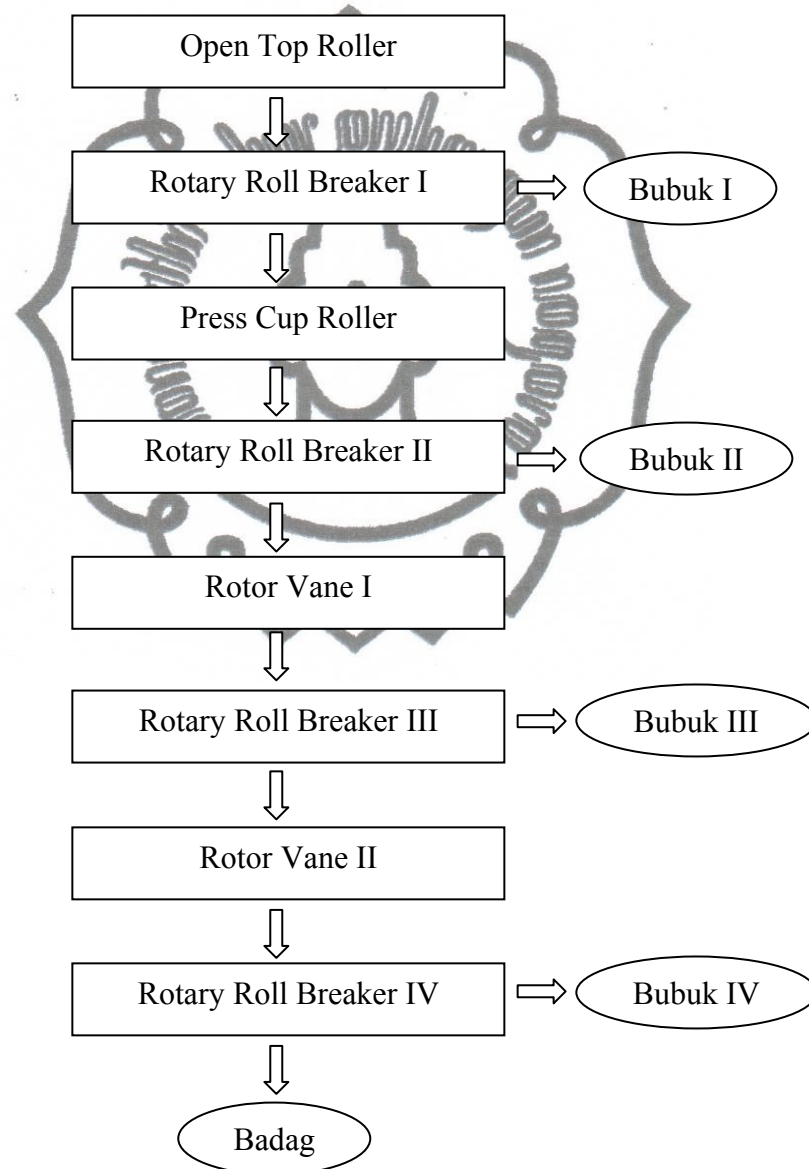 Open Top Roller
Rotary Roll Breaker I
Bubuk I
Press Cup Roller
Rotary Roll Breaker II
Bubuk II
Rotor Vane I
Rotary Roll Breaker III
Bubuk III
Rotor Vane II
Rotary Roll Breaker IV
Bubuk IV
Badag